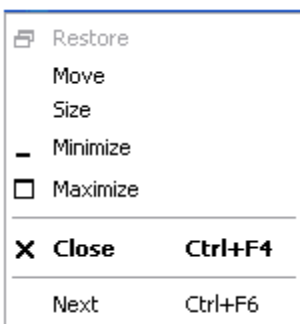 Restore
Move
Size
Minimize
Maximize
Close Ctrl+F4
Next Ctrl+F6